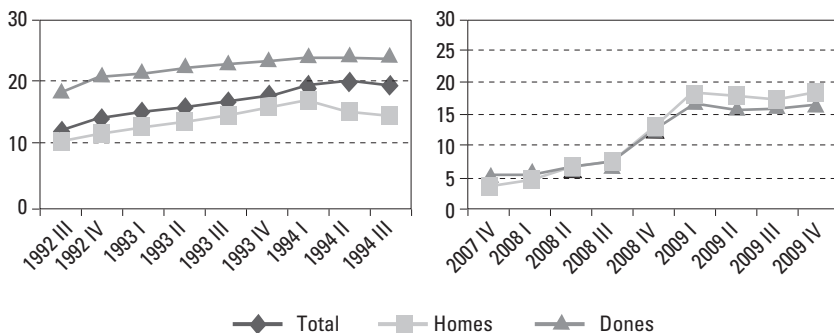 30
20
10
0
1992 III
1992 IV
1993 I
1993 II
1993 III
1993 IV
1994 I
1994 II
1994 III
30
25
20
15
10
5
0
2007 IV
2008 I
2008 II
2008 III
2008 IV
2009 I
2009 II
2009 III
2009 IV
Total Homes Dones